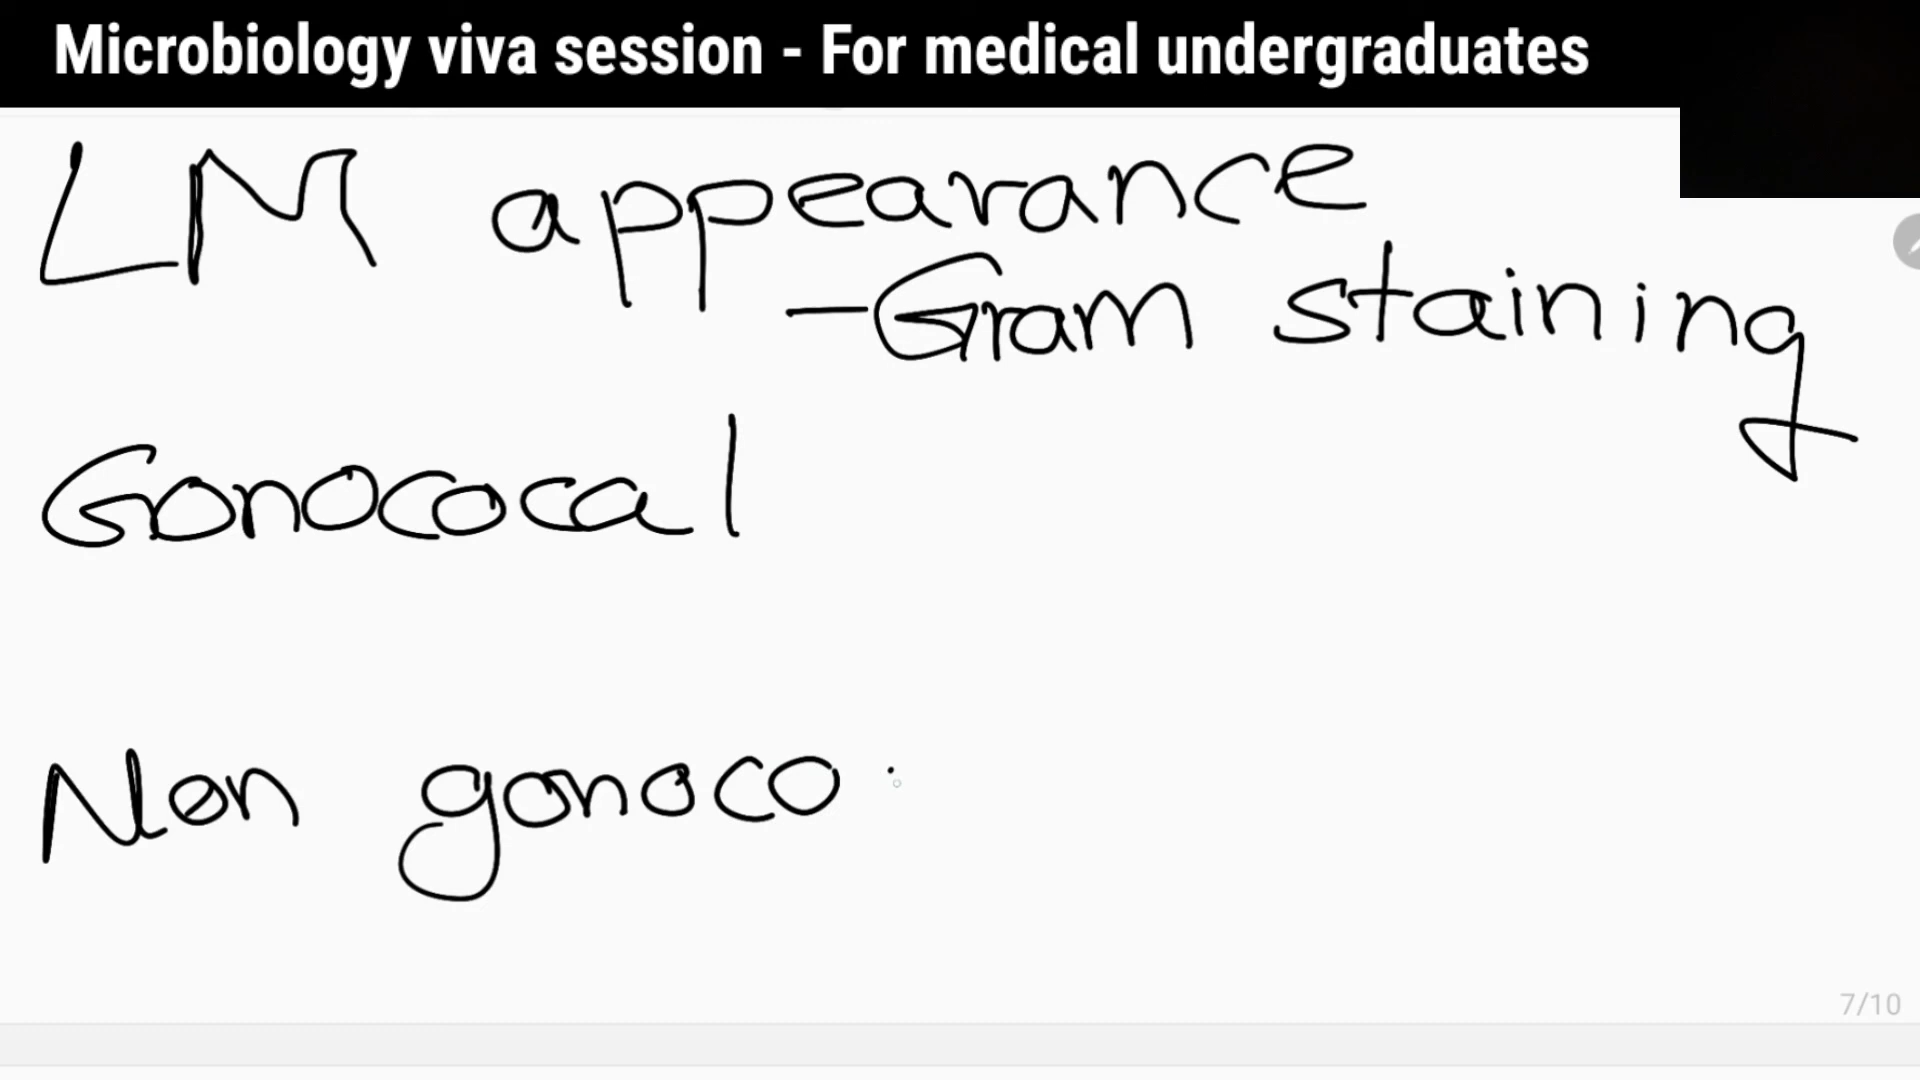 Microbiology viva session - For medical undergraduates
LM appearance
-Gram staining
Gonococal
Non gonoco
7/10